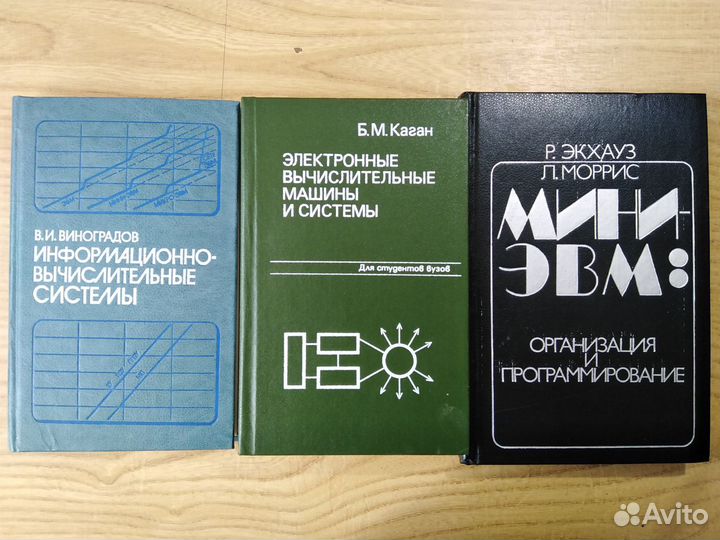 В.И. ВИНОГРАДОВ
ИНФОРМАЦИОННО-
ВЫЧИСЛИТЕЛЬНЫЕ
СИСТЕМЫ
Б.М. Каган
ЭЛЕКТРОННЫЕ
ВЫЧИСЛИТЕЛЬНЫЕ
МАШИНЫ
И СИСТЕМЫ
Для студентов вузов
Р. ЭКХАУЗ
Л. МОРРИС
МИНИ-
ЭВМ:
ОРГАНИЗАЦИЯ
И
ПРОГРАММИРОВАНИЕ
Avito